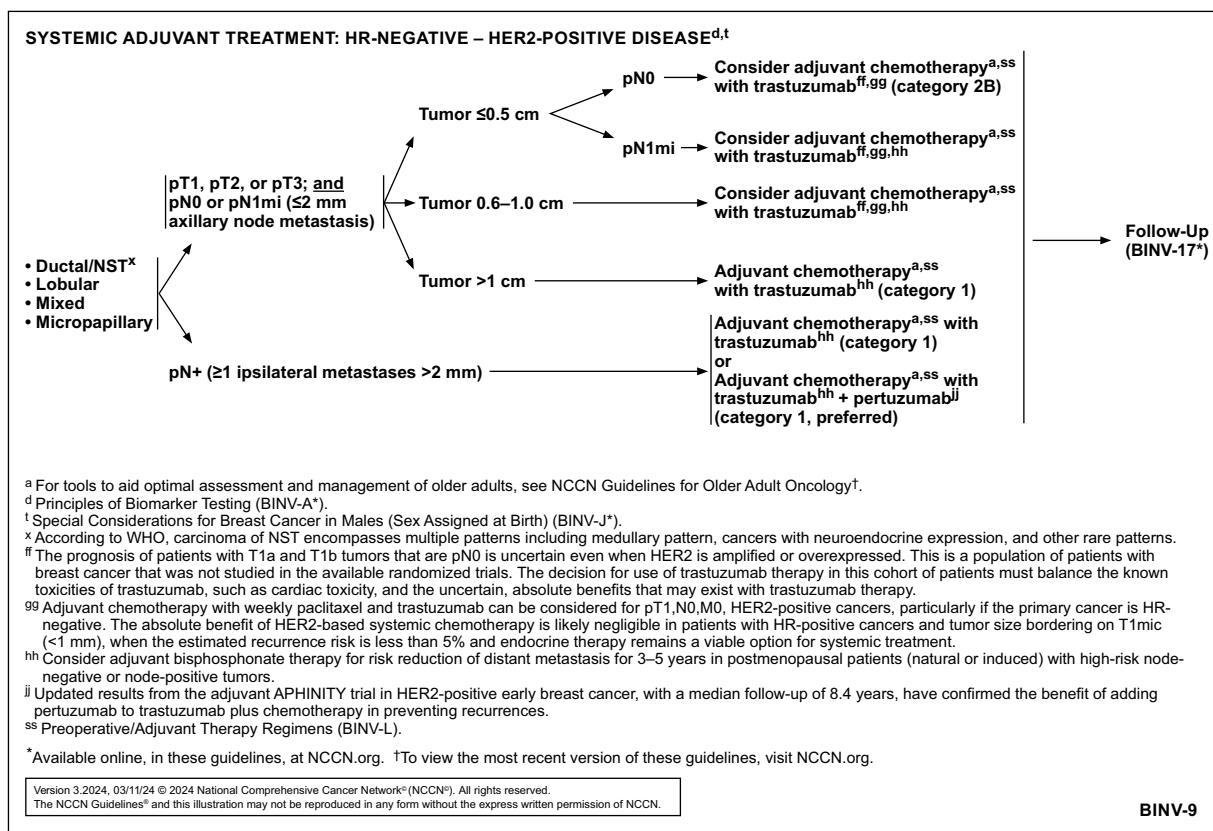 SYSTEMIC ADJUVANT TREATMENT: HR-NEGATIVE – HER2-POSITIVE DISEASEd,t
• Ductal/NSTx
• Lobular
• Mixed
• Micropapillary
pT1, pT2, or pT3; and
pN0 or pN1mi (≤2 mm
axillary node metastasis)
Tumor ≤0.5 cm
pN0
Consider adjuvant chemotherapya,ss
with trastuzumabff,gg (category 2B)
pN1mi
Consider adjuvant chemotherapya,ss
with trastuzumabff,gg,hh
Tumor 0.6–1.0 cm
Consider adjuvant chemotherapya,ss
with trastuzumabff,gg,hh
Tumor >1 cm
Adjuvant chemotherapya,ss
with trastuzumabhh (category 1)
pN+ (≥1 ipsilateral metastases >2 mm)
Adjuvant chemotherapya,ss with
trastuzumabhh (category 1)
or
Adjuvant chemotherapya,ss with
trastuzumabhh + pertuzumabjj
(category 1, preferred)
Follow-Up
(BINV-17*)
a For tools to aid optimal assessment and management of older adults, see NCCN Guidelines for Older Adult Oncology†.
d Principles of Biomarker Testing (BINV-A*).
t Special Considerations for Breast Cancer in Males (Sex Assigned at Birth) (BINV-J*).
x According to WHO, carcinoma of NST encompasses multiple patterns including medullary pattern, cancers with neuroendocrine expression, and other rare patterns.
ff The prognosis of patients with T1a and T1b tumors that are pN0 is uncertain even when HER2 is amplified or overexpressed. This is a population of patients with
breast cancer that was not studied in the available randomized trials. The decision for use of trastuzumab therapy in this cohort of patients must balance the known
toxicities of trastuzumab, such as cardiac toxicity, and the uncertain, absolute benefits that may exist with trastuzumab therapy.
gg Adjuvant chemotherapy with weekly paclitaxel and trastuzumab can be considered for pT1,N0,M0, HER2-positive cancers, particularly if the primary cancer is HR-
negative. The absolute benefit of HER2-based systemic chemotherapy is likely negligible in patients with HR-positive cancers and tumor size bordering on T1mic
(<1 mm), when the estimated recurrence risk is less than 5% and endocrine therapy remains a viable option for systemic treatment.
hh Consider adjuvant bisphosphonate therapy for risk reduction of distant metastasis for 3–5 years in postmenopausal patients (natural or induced) with high-risk node-
negative or node-positive tumors.
jj Updated results from the adjuvant APHINITY trial in HER2-positive early breast cancer, with a median follow-up of 8.4 years, have confirmed the benefit of adding
pertuzumab to trastuzumab plus chemotherapy in preventing recurrences.
ss Preoperative/Adjuvant Therapy Regimens (BINV-L).
*Available online, in these guidelines, at NCCN.org. †To view the most recent version of these guidelines, visit NCCN.org.
Version 3.2024, 03/11/24 © 2024 National Comprehensive Cancer Network© (NCCN©). All rights reserved.
The NCCN Guidelines® and this illustration may not be reproduced in any form without the express written permission of NCCN.
BINV-9